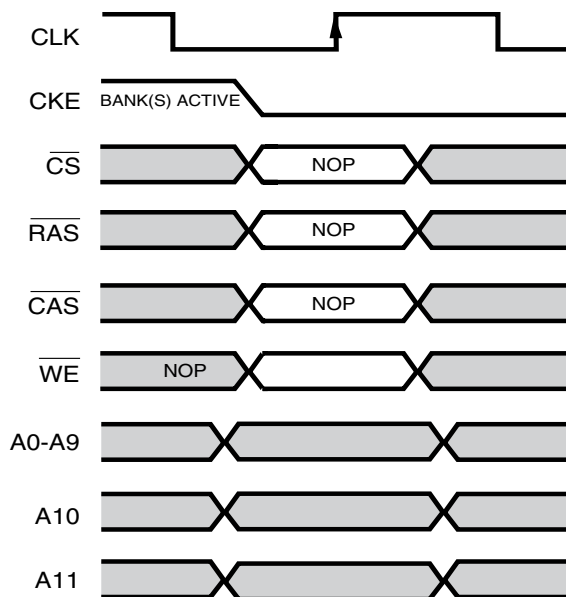 CLK
CKE BANK(S) ACTIVE
CS NOP
RAS NOP
CAS NOP
WE NOP
A0-A9
A10
A11